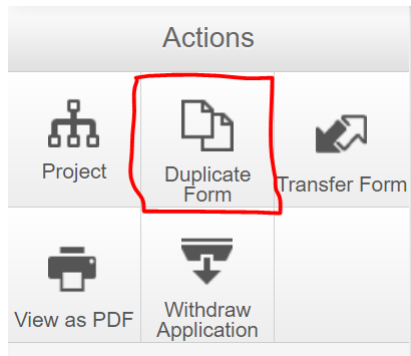 Actions
Project
Duplicate
Form
Transfer Form
View as PDF
Withdraw
Application